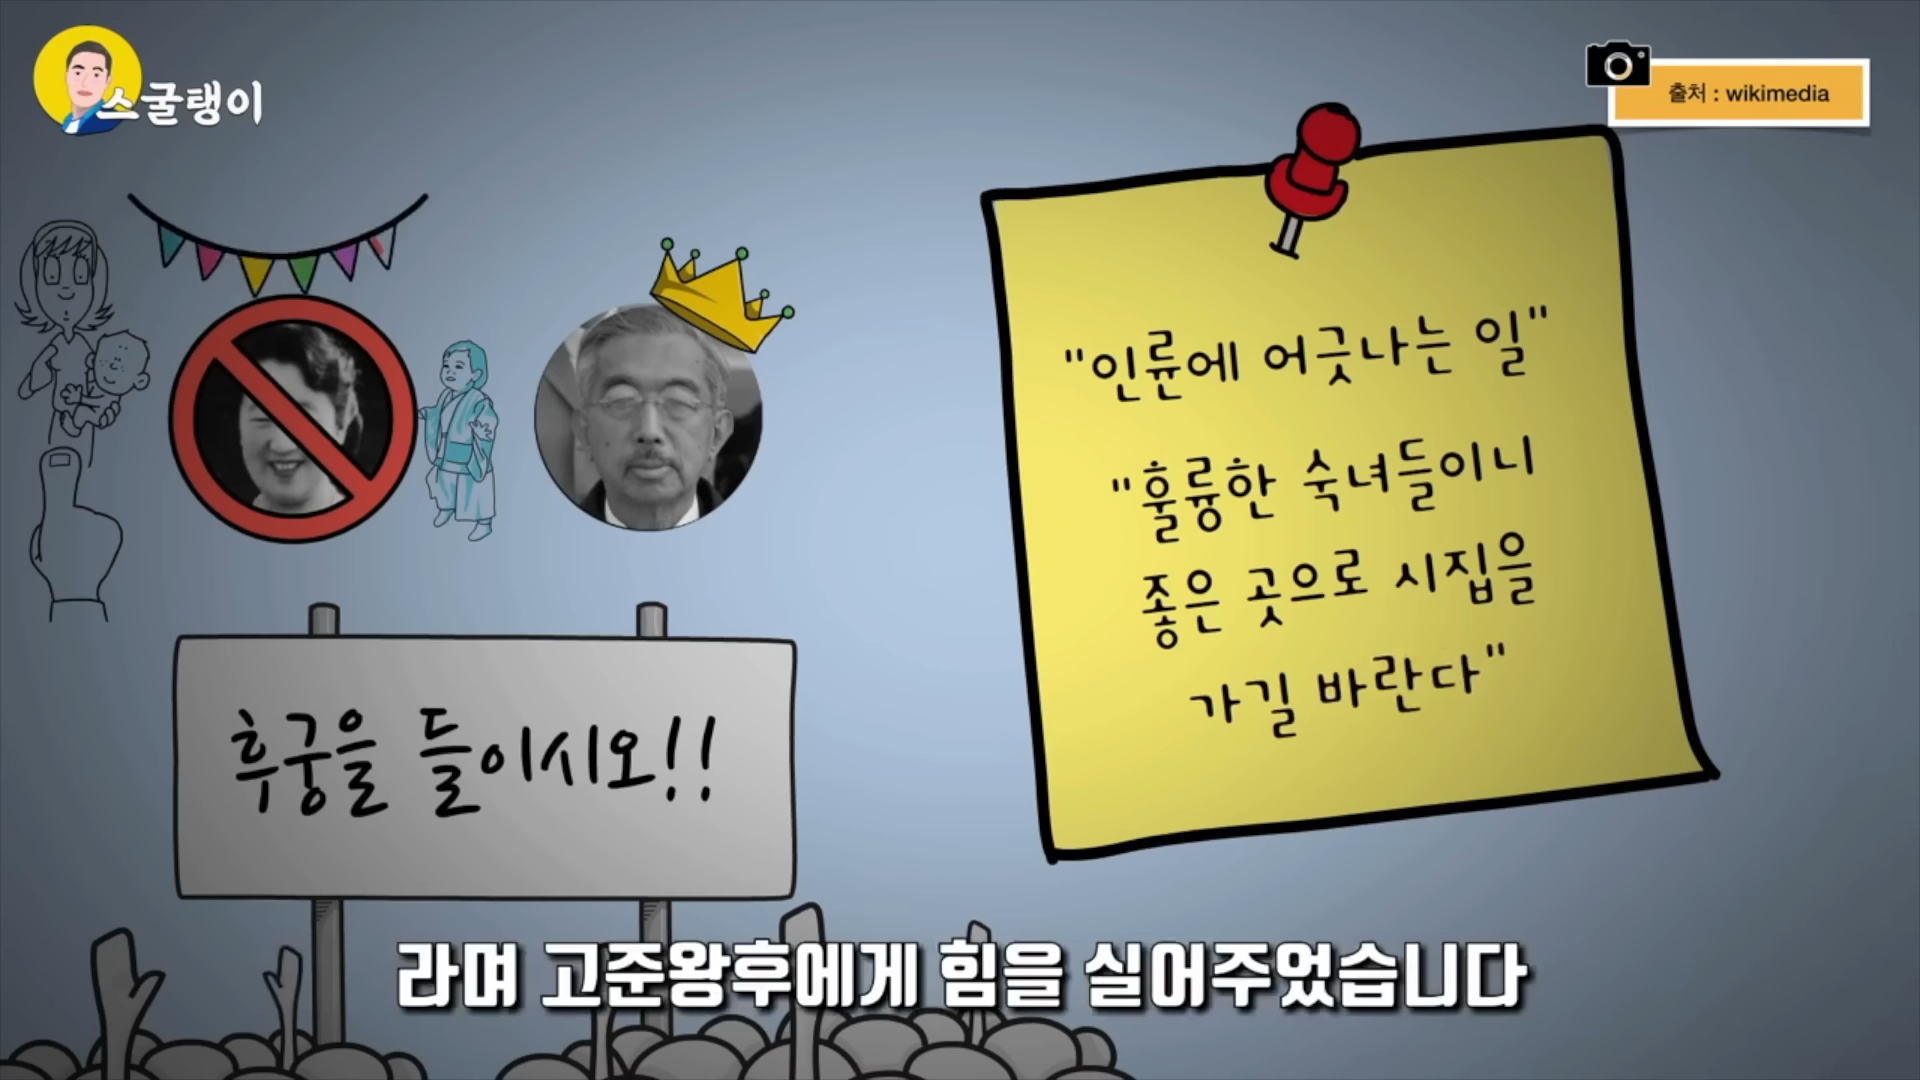 스굴탱이
출처 : wikimedia
"인륜에 어긋나는 일"
"훌륭한 숙녀들이니
좋은 곳으로 시집을
가길 바란다"
후궁을 들이시오!!
라며 고준왕후에게 힘을 실어주었습니다